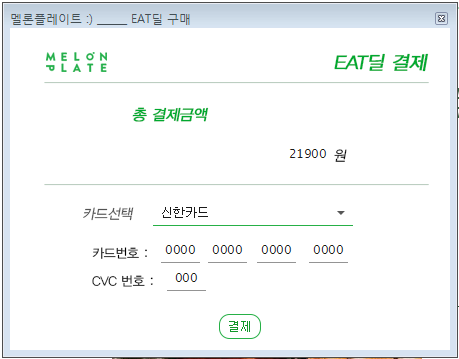 멜론플레이트 :) _____ EAT딜 구매
MELON
PLATE
EAT딜 결제
총 결제금액
21900 원
카드선택 신한카드
카드번호 : 0000 0000 0000 0000
CVC 번호 : 000
결제